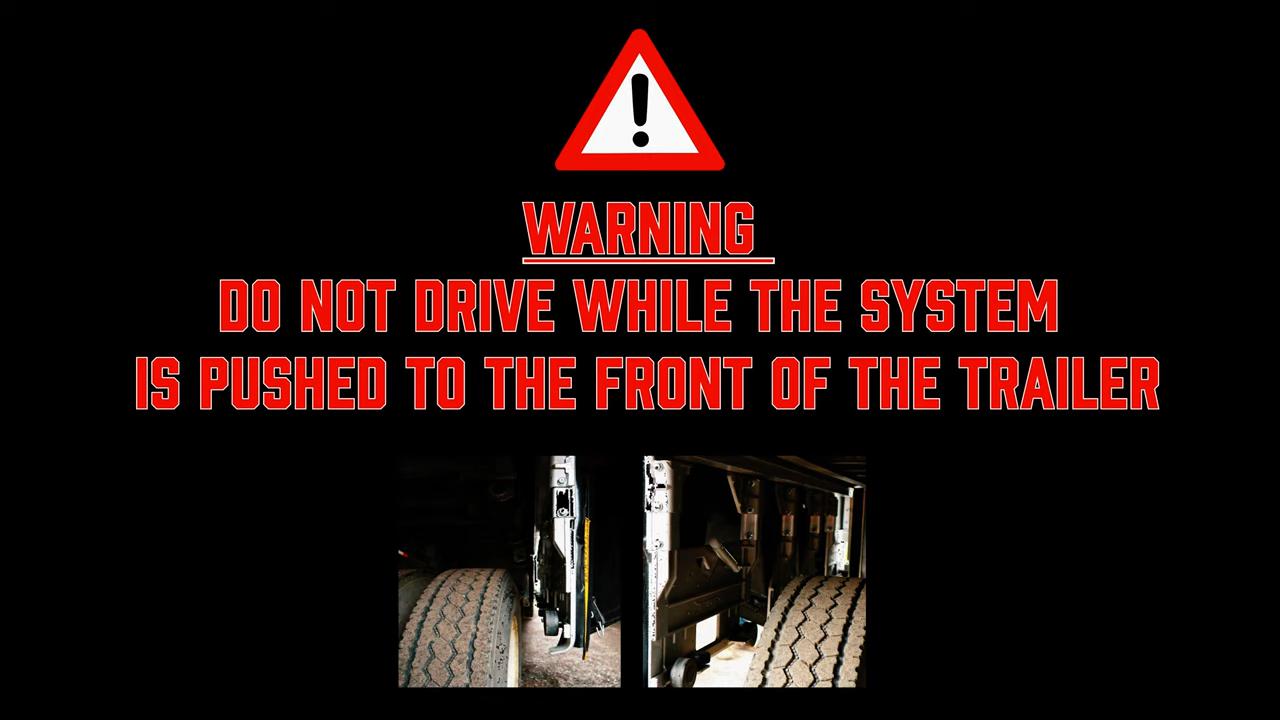 WARNING
DO NOT DRIVE WHILE THE SYSTEM
IS PUSHED TO THE FRONT OF THE TRAILER